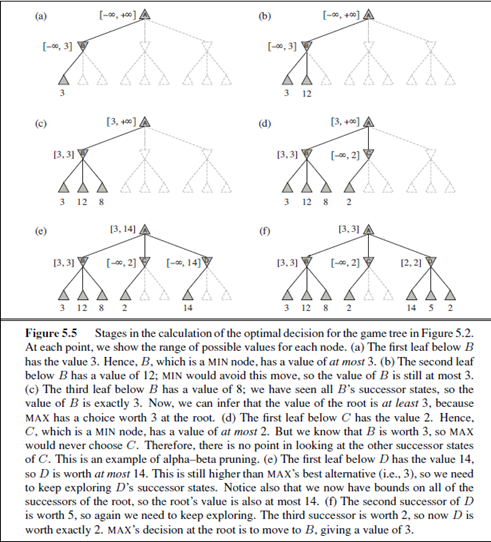 (a) [−∞, +∞] A
[−∞, 3] B
3
(b) [−∞, +∞] A
[−∞, 3] B
3 12
(c) [3, +∞] A
[3, 3] B
3 12 8
(d) [3, +∞] A
[3, 3] B [−∞, 2] C
3 12 8 2
(e) [3, 14] A
[3, 3] B [−∞, 2] C [−∞, 14] D
3 12 8 2 14
(f) [3, 3] A
[3, 3] B [−∞, 2] C [2, 2] D
3 12 8 2 14 5 2
Figure 5.5 Stages in the calculation of the optimal decision for the game tree in Figure 5.2.
At each point, we show the range of possible values for each node. (a) The first leaf below B
has the value 3. Hence, B, which is a MIN node, has a value of at most 3. (b) The second leaf
below B has a value of 12; MIN would avoid this move, so the value of B is still at most 3.
(c) The third leaf below B has a value of 8; we have seen all B's successor states, so the
value of B is exactly 3. Now, we can infer that the value of the root is at least 3, because
MAX has a choice worth 3 at the root. (d) The first leaf below C has the value 2. Hence,
C, which is a MIN node, has a value of at most 2. But we know that B is worth 3, so MAX
would never choose C. Therefore, there is no point in looking at the other successor states
of C. This is an example of alpha–beta pruning. (e) The first leaf below D has the value 14,
so D is worth at most 14. This is still higher than MAX's best alternative (i.e., 3), so we need
to keep exploring D's successor states. Notice also that we now have bounds on all of the
successors of the root, so the root's value is also at most 14. (f) The second successor of D
is worth 5, so again we need to keep exploring. The third successor is worth 2, so now D is
worth exactly 2. MAX's decision at the root is to move to B, giving a value of 3.